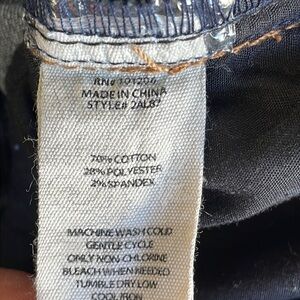 MADE IN CHINA
STYLE# 2AL87
70% COTTON
28% POLYESTER
2% SPANDEX
MACHINE WASH COLD
GENTLE CYCLE
ONLY NON-CHLORINE
BLEACH WHEN NEEDED
TUMBLE DRY LOW
COOL IRON